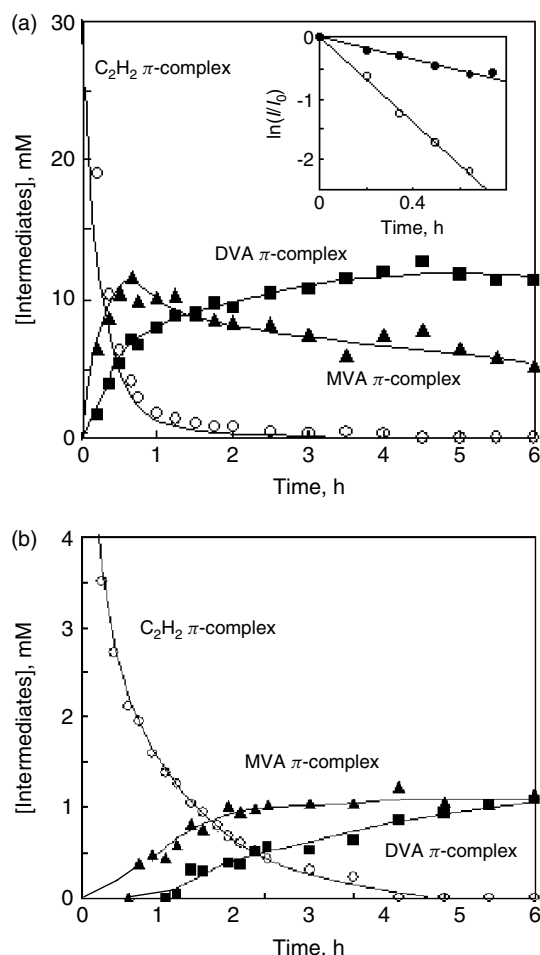 (a)
C₂H₂ π-complex
[Intermediates], mM
30
20
10
0
0 1 2 3 4 5 6
Time, h
DVA π-complex
MVA π-complex
ln(I/I₀)
0
-1
-2
0 0.4
Time, h
(b)
C₂H₂ π-complex
[Intermediates], mM
4
3
2
1
0
0 1 2 3 4 5 6
Time, h
MVA π-complex
DVA π-complex